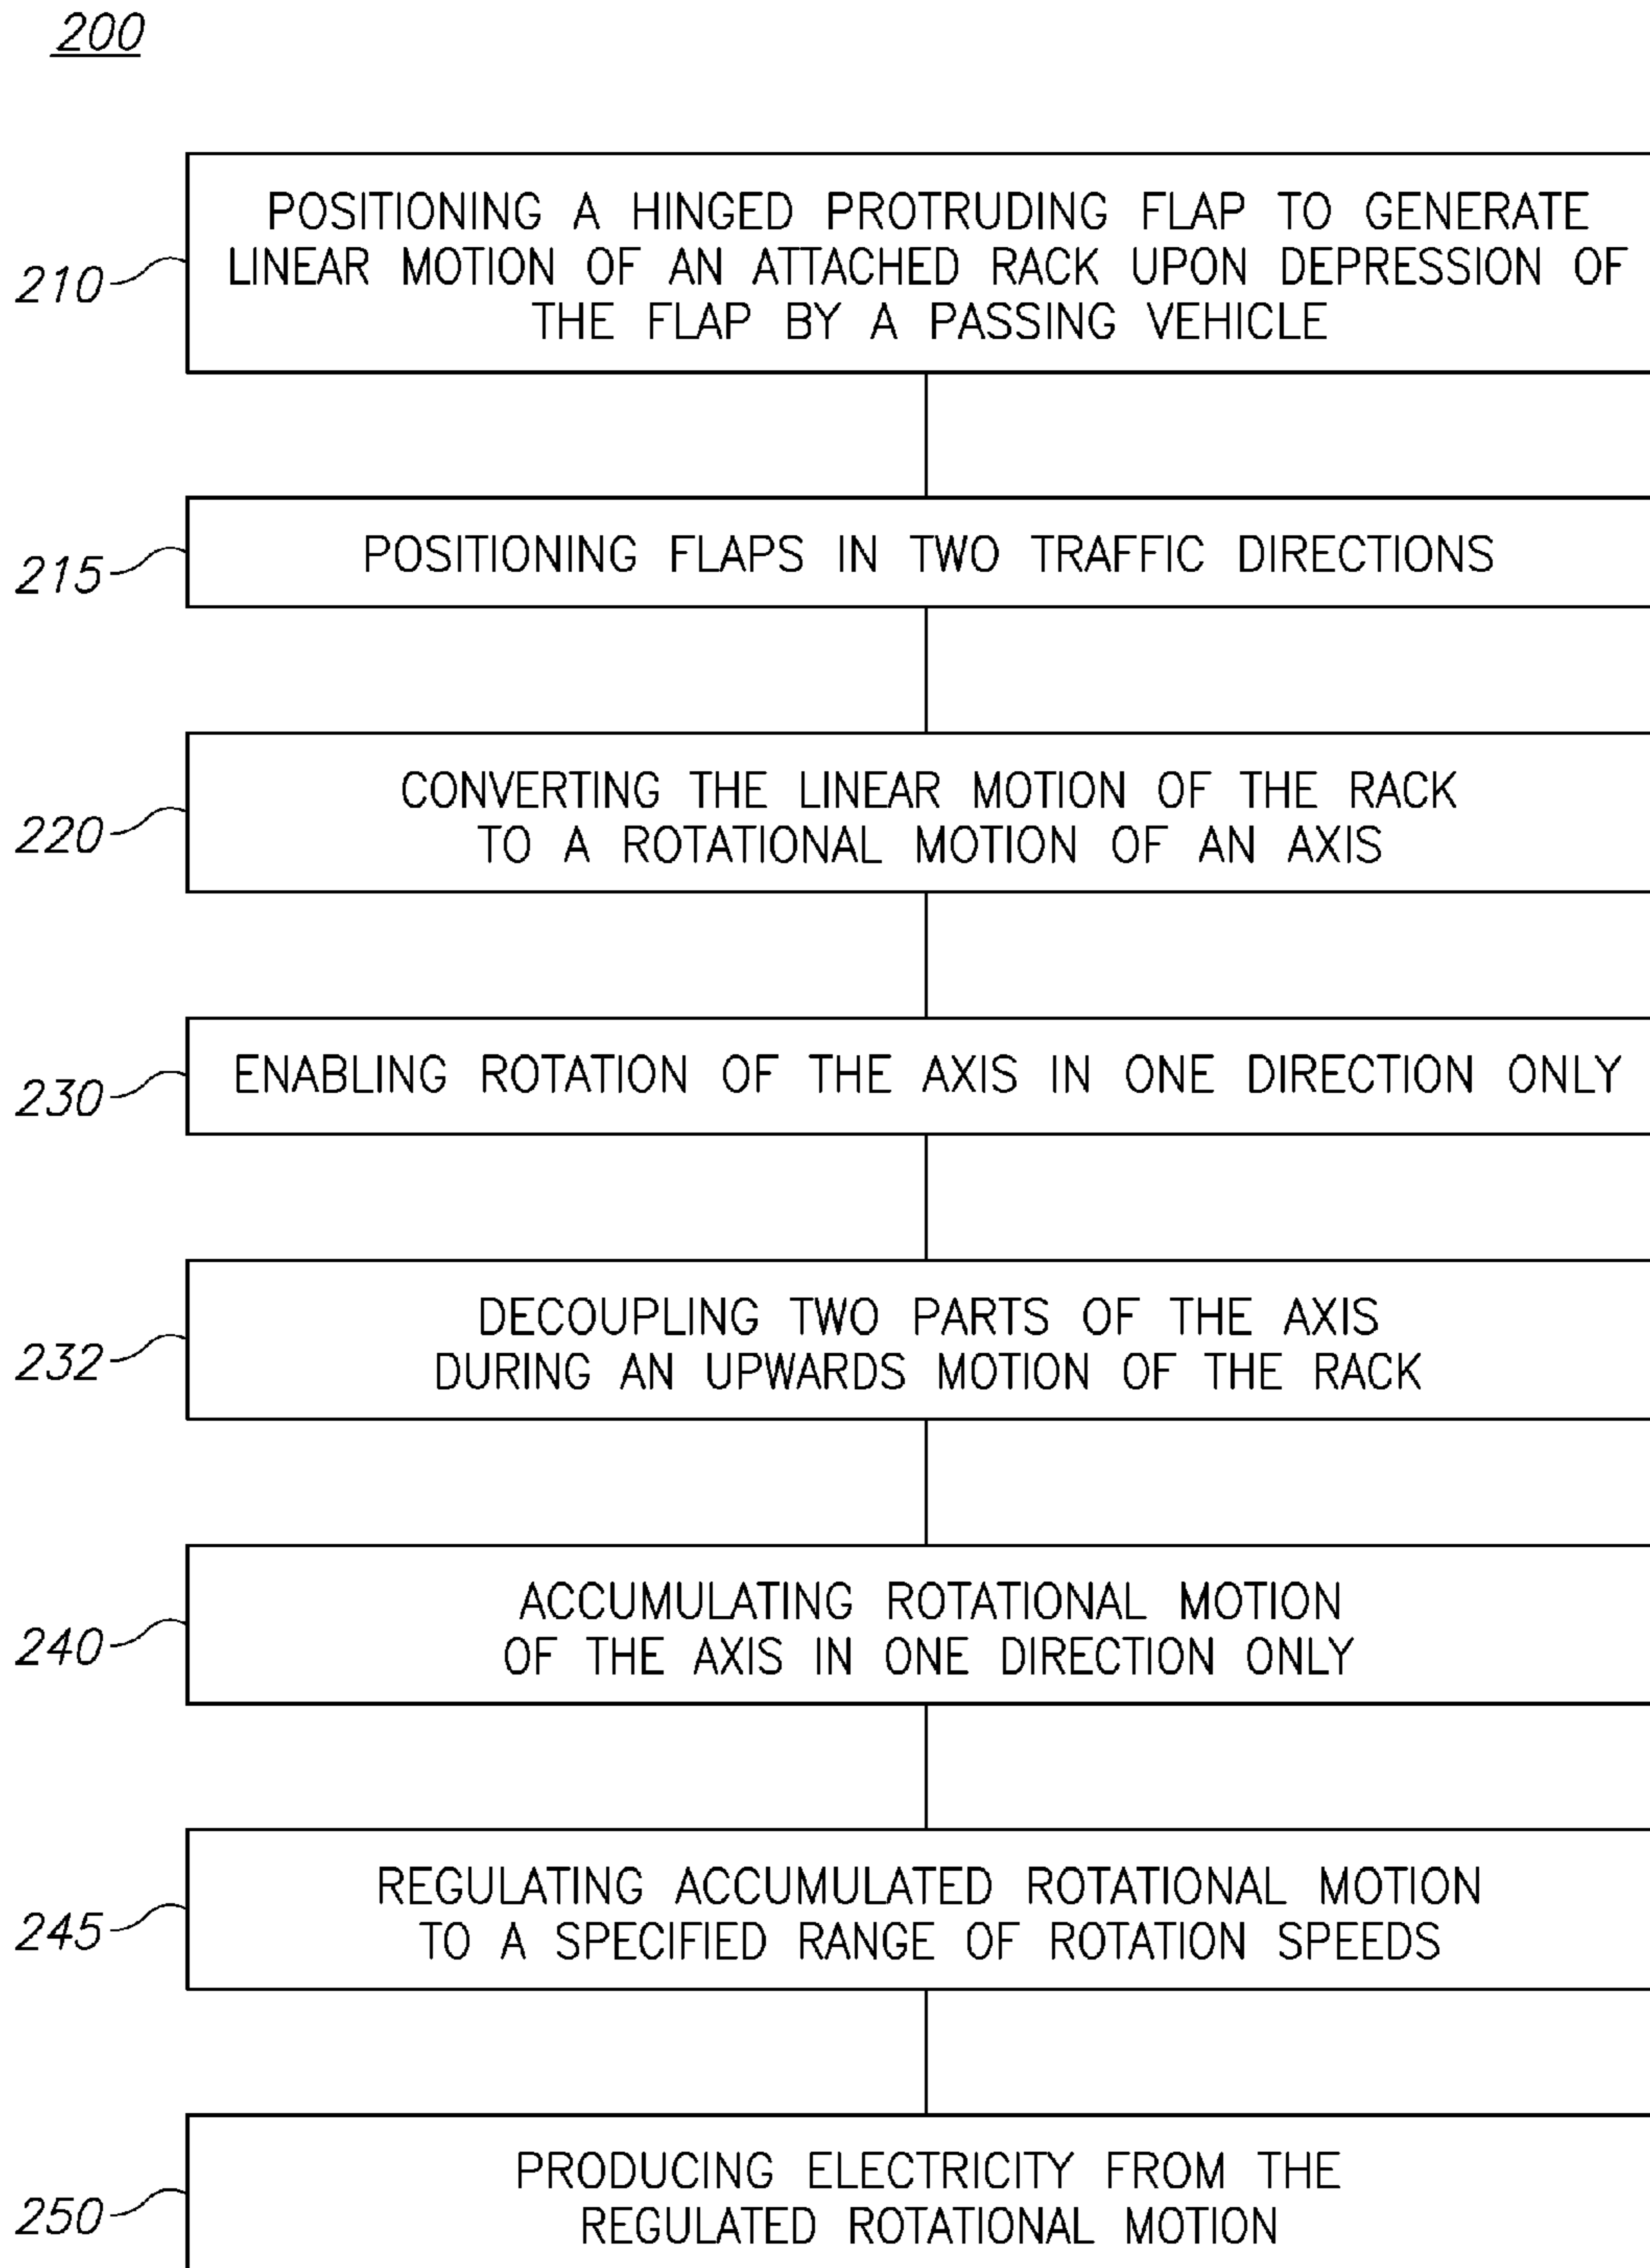 200
POSITIONING A HINGED PROTRUDING FLAP TO GENERATE
LINEAR MOTION OF AN ATTACHED RACK UPON DEPRESSION OF
THE FLAP BY A PASSING VEHICLE
210
POSITIONING FLAPS IN TWO TRAFFIC DIRECTIONS
215
CONVERTING THE LINEAR MOTION OF THE RACK
TO A ROTATIONAL MOTION OF AN AXIS
220
ENABLING ROTATION OF THE AXIS IN ONE DIRECTION ONLY
230
DECOUPLING TWO PARTS OF THE AXIS
DURING AN UPWARDS MOTION OF THE RACK
232
ACCUMULATING ROTATIONAL MOTION
OF THE AXIS IN ONE DIRECTION ONLY
240
REGULATING ACCUMULATED ROTATIONAL MOTION
TO A SPECIFIED RANGE OF ROTATION SPEEDS
245
PRODUCING ELECTRICITY FROM THE
REGULATED ROTATIONAL MOTION
250